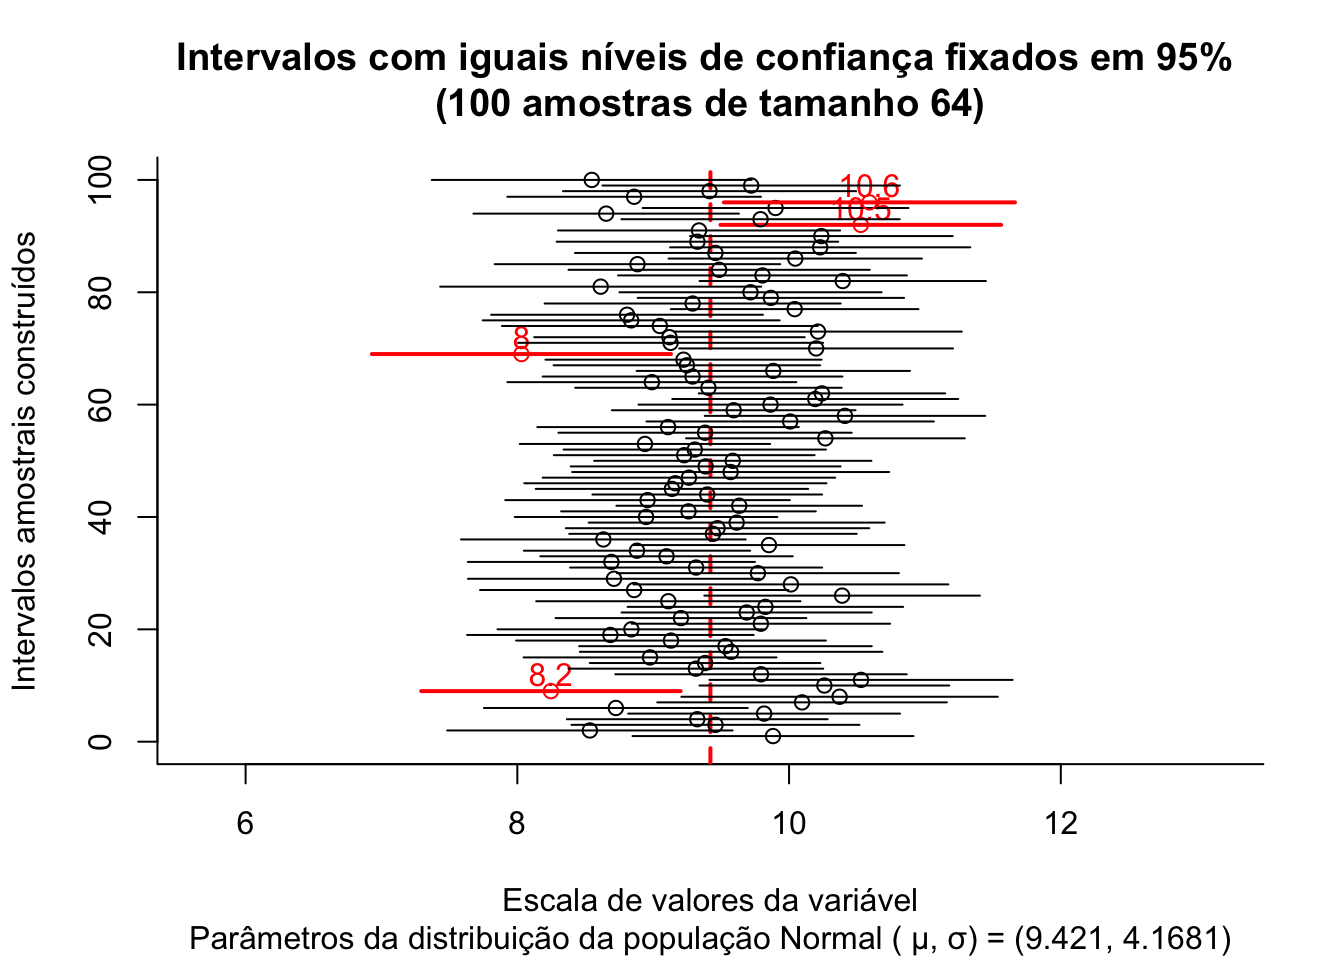 Intervalos com iguais níveis de confiança fixados em 95%
(100 amostras de tamanho 64)
Intervalos amostrais construídos
100
80
60
40
20
0
10.6
10.5
8
8.2
6
8
10
12
Escala de valores da variável
Parâmetros da distribuição da população Normal ( μ, σ) = (9.421, 4.1681)